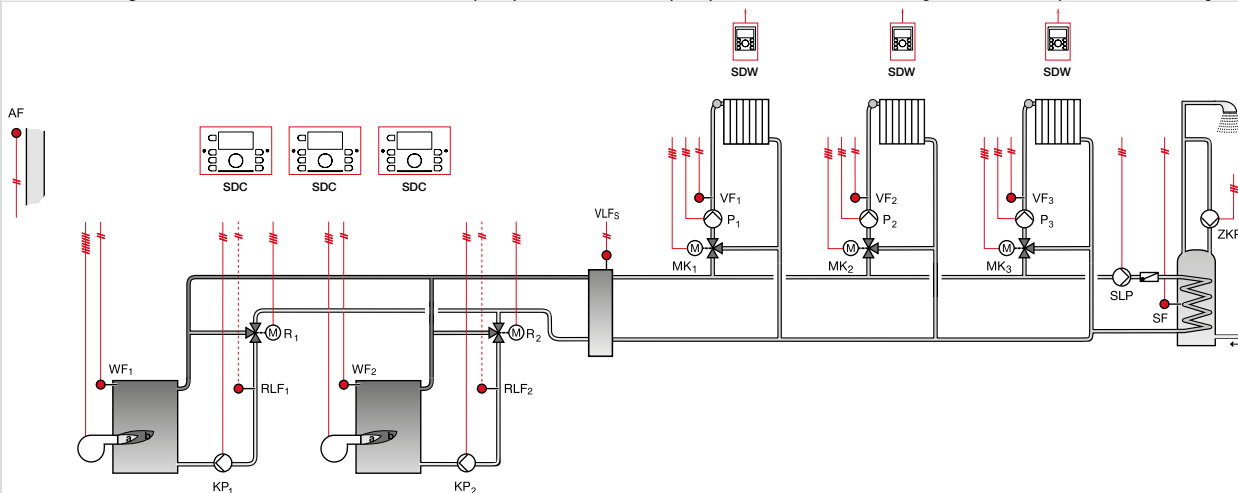 SDW
SDW
SDW
AF
SDC
SDC
SDC
VF1
VF2
VF3
VLFS
P1
P2
P3
ZKP
M
M
M
MK1
MK2
MK3
SLP
SF
M
R1
M
R2
WF1
WF2
RLF1
RLF2
a
b
a
b
KP1
KP2